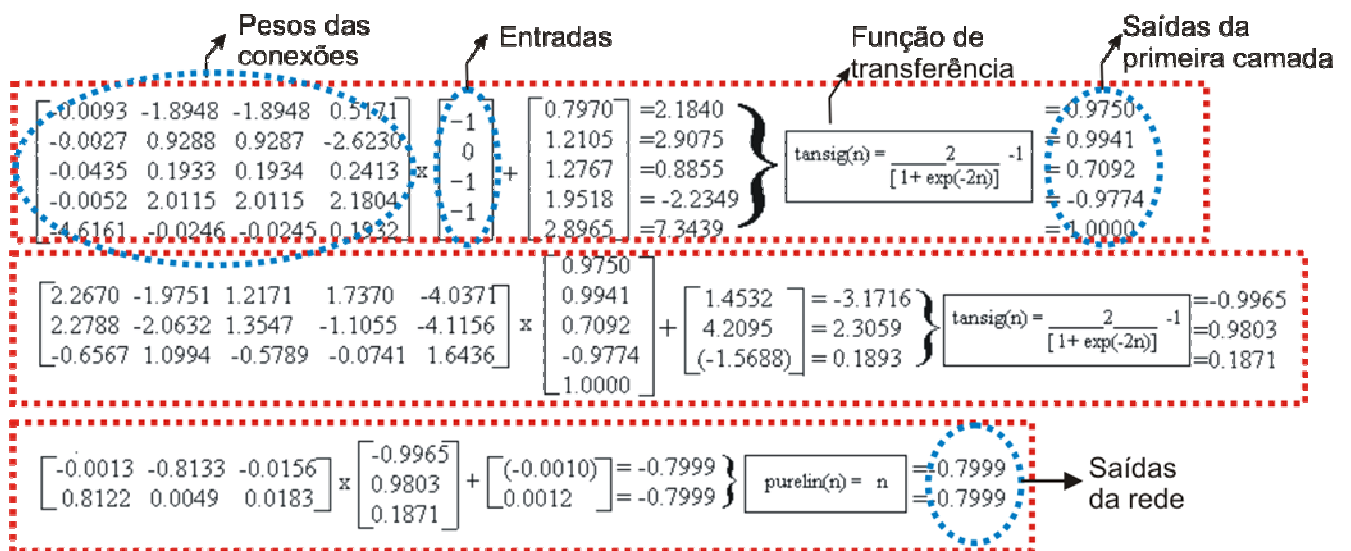 Pesos das conexões
Entradas
Função de transferência
Saídas da primeira camada
-0.0093 -1.8948 -1.8948 0.5171
-0.0027 0.9288 0.9287 -2.6230
-0.0435 0.1933 0.1934 0.2413
-0.0052 2.0115 2.0115 2.1804
-4.6161 -0.0246 -0.0245 0.1932
x
-1
0
-1
-1
+
0.7970 =2.1840
1.2105 =2.9075
1.2767 =0.8855
1.9518 = -2.2349
2.8965 =7.3439
tansig(n) = 2 / [1+ exp(-2n)] -1
= 0.9750
= 0.9941
= 0.7092
= -0.9774
= 1.0000
2.2670 -1.9751 1.2171 1.7370 -4.0371
2.2788 -2.0632 1.3547 -1.1055 -4.1156
-0.6567 1.0994 -0.5789 -0.0741 1.6436
x
0.9750
0.9941
0.7092
-0.9774
1.0000
+
1.4532 = -3.1716
4.2095 = 2.3059
(-1.5688) = 0.1893
tansig(n) = 2 / [1+ exp(-2n)] -1
=-0.9965
=0.9803
=0.1871
-0.0013 -0.8133 -0.0156
0.8122 0.0049 0.0183
x
-0.9965
0.9803
0.1871
+
(-0.0010) = -0.7999
0.0012 = -0.7999
purelin(n) = n
=-0.7999
= 0.7999
Saídas da rede